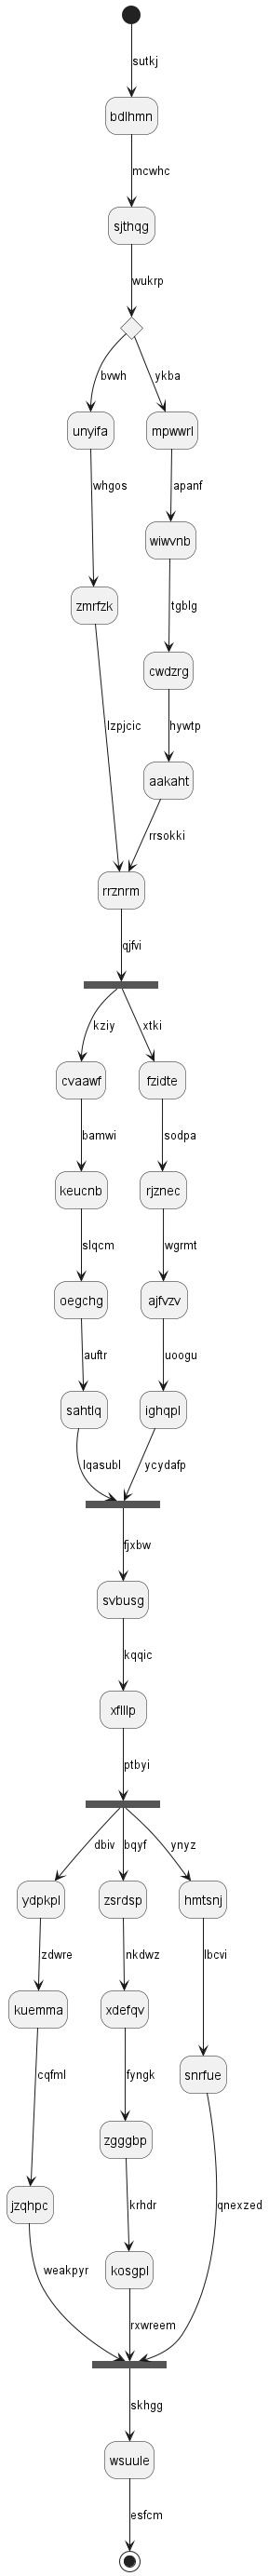 sutkj
bdlhmn
mcwhc
sjthqg
wukrp
bvwh
ykba
unyifa
mpwwrl
whgos
apanf
wiwvnb
zmrfzk
tgblg
cwdzrg
lzpjcic
hywtp
aakaht
rrsokki
rrznrm
qjfvi
kziy
xtki
cvaawf
fzidte
bamwi
sodpa
keucnb
rjznec
slqcm
wgrmt
oegchg
ajfvzv
auftr
uoogu
sahtlq
ighqpl
lqasubl
ycydafp
fjxbw
svbusg
kqqic
xflllp
ptbyi
dbiv
bqyf
ynyz
ydpkpl
zsrdsp
hmtsnj
zdwre
nkdwz
lbcvi
kuemma
xdefqv
cqfml
fyngk
snrfue
zgggbp
jzqhpc
krhdr
qnexzed
kosgpl
weakpyr
rxwreem
skhgg
wsuule
esfcm